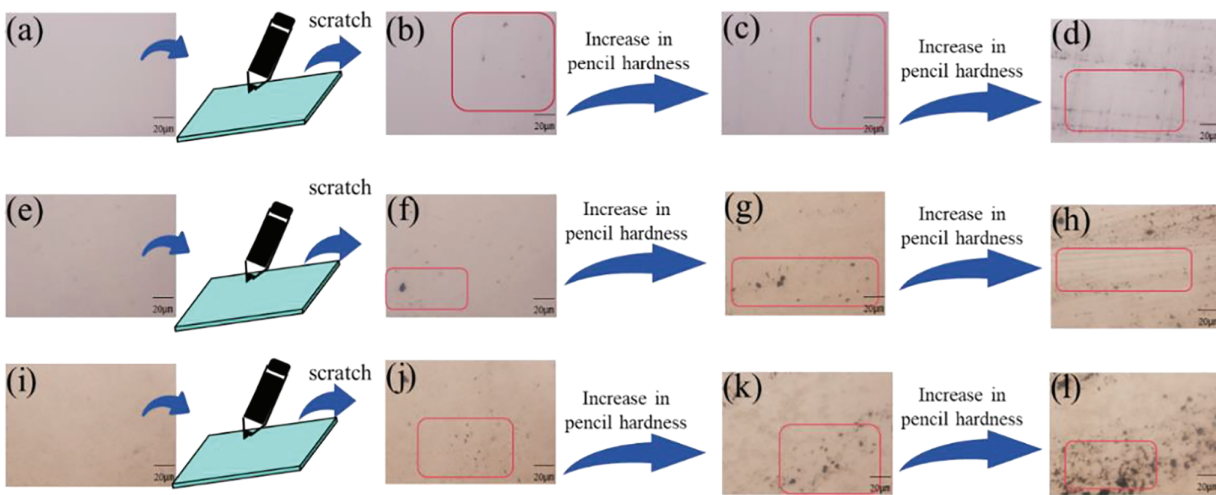 (a)
scratch
(b)
Increase in
pencil hardness
(c)
Increase in
pencil hardness
(d)
20μm
20μm
20μm
20μm
(e)
scratch
(f)
Increase in
pencil hardness
(g)
Increase in
pencil hardness
(h)
20μm
20μm
20μm
20μm
(i)
scratch
(j)
Increase in
pencil hardness
(k)
Increase in
pencil hardness
(l)
20μm
20μm
20μm
20μm